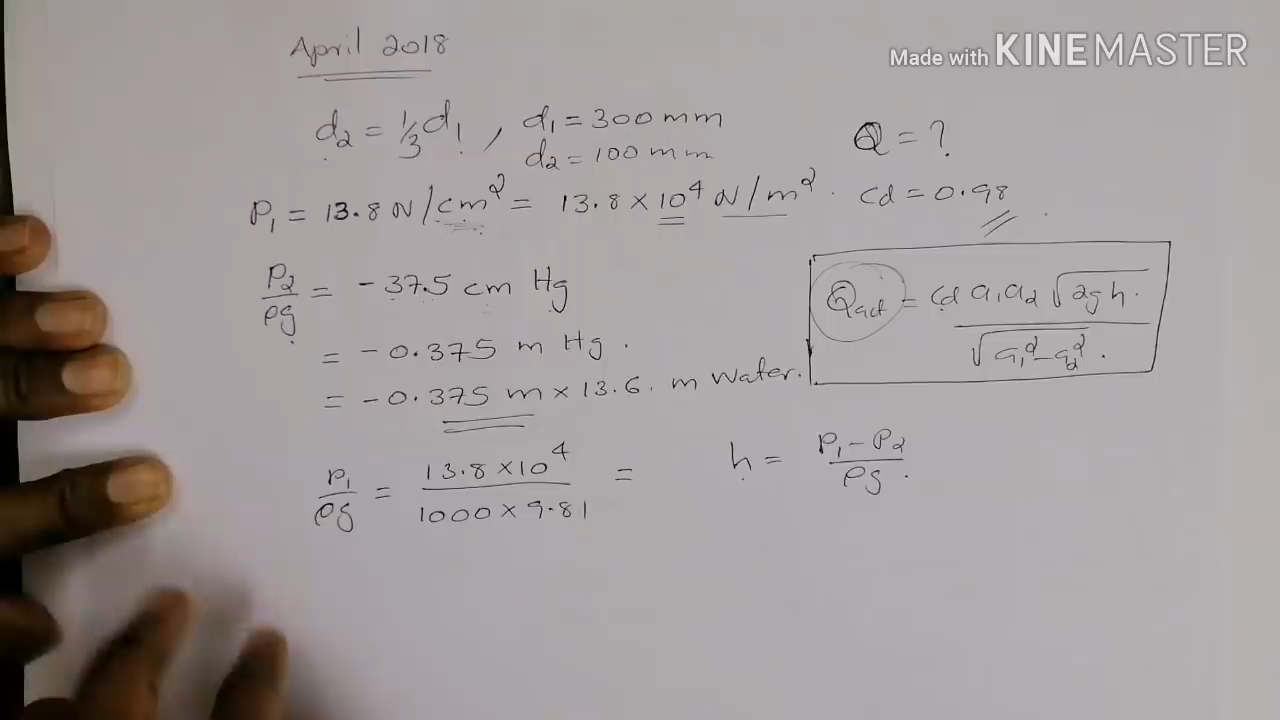 April 2018
Made with KINEMASTER
d₂ = 1/3 d₁ , d₁ = 300 mm
d₂ = 100 mm
Q = ?
P₁ = 13.8 N/cm² = 13.8 × 10⁴ N/m².
Cd = 0.98
P₂/ρg = -37.5 cm Hg
= -0.375 m Hg.
= -0.375 m × 13.6. m Water.
Qact = Cd a₁a₂ √2gh. / √a₁²-a₂².
P₁/ρg = 13.8 × 10⁴ / 1000 × 9.81 =
h = P₁ - P₂ / ρg.